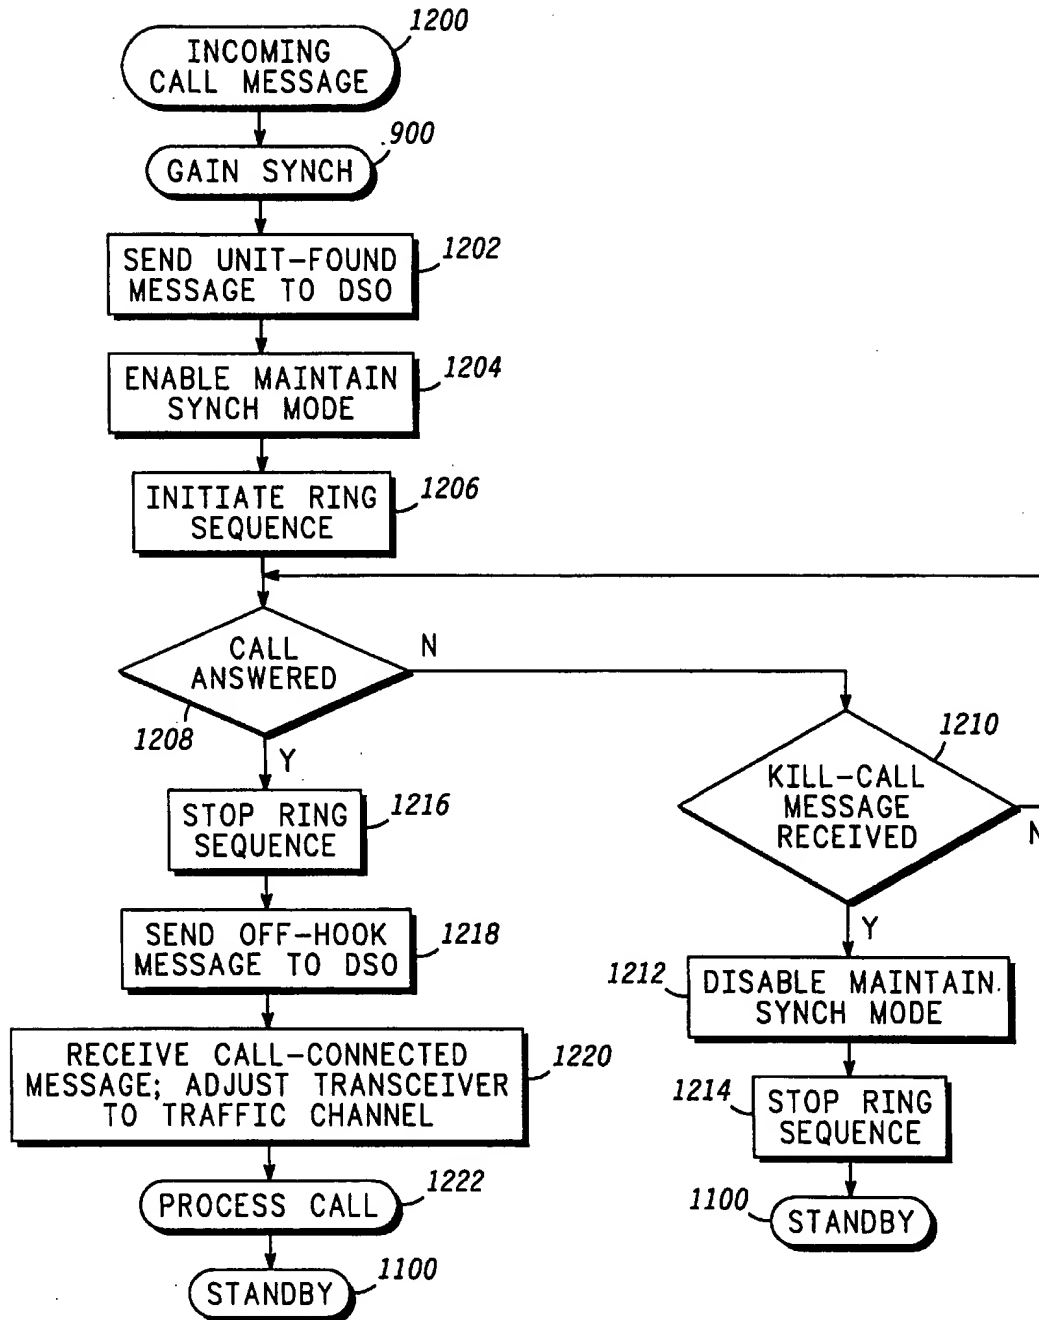 1200
INCOMING
CALL MESSAGE
900
GAIN SYNCH
1202
SEND UNIT-FOUND
MESSAGE TO DSO
1204
ENABLE MAINTAIN
SYNCH MODE
1206
INITIATE RING
SEQUENCE
CALL
ANSWERED
N
1208
Y
1210
KILL-CALL
MESSAGE
RECEIVED
N
Y
1216
STOP RING
SEQUENCE
1218
SEND OFF-HOOK
MESSAGE TO DSO
1212
DISABLE MAINTAIN
SYNCH MODE
1220
RECEIVE CALL-CONNECTED
MESSAGE; ADJUST TRANSCEIVER
TO TRAFFIC CHANNEL
1214
STOP RING
SEQUENCE
1222
PROCESS CALL
1100
STANDBY
1100
STANDBY